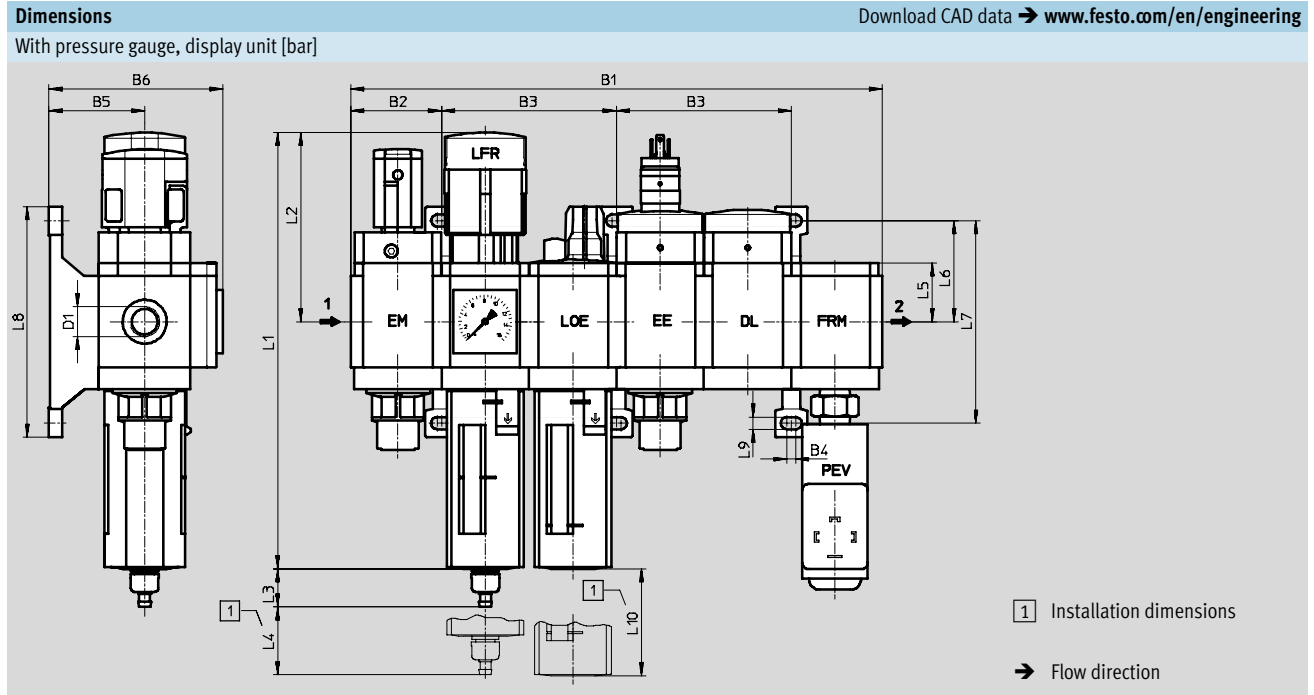 Dimensions
Download CAD data ➔ www.festo.com/en/engineering
With pressure gauge, display unit [bar]
B6
B5
B1
B2
B3
B3
LFR
L2
L1
L8
D1
1
EM
LOE
EE
DL
FRM
2
L5
L6
L7
L9
B4
PEV
L3
L4
1
1
L10
1 Installation dimensions
➔ Flow direction